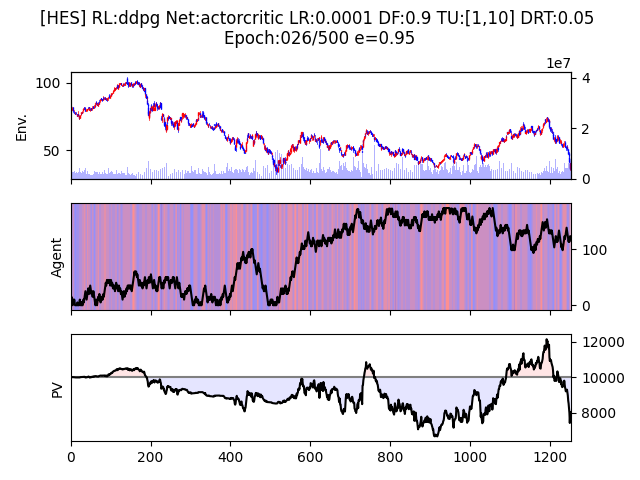 [HES] RL:ddpg Net:actorcritic LR:0.0001 DF:0.9 TU:[1,10] DRT:0.05
Epoch:026/500 e=0.95
1e7
100
50
Env.
4
2
0
Agent
100
0
PV
12000
10000
8000
0 200 400 600 800 1000 1200